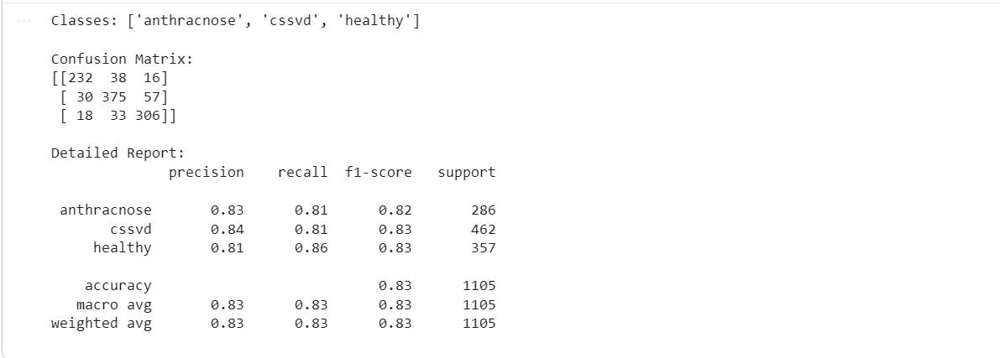 Classes: ['anthracnose', 'cssvd', 'healthy']
Confusion Matrix:
[[232  38  16]
 [ 30 375  57]
 [ 18  33 306]]
Detailed Report:
              precision    recall  f1-score   support
 anthracnose       0.83      0.81      0.82       286
       cssvd       0.84      0.81      0.83       462
     healthy       0.81      0.86      0.83       357
    accuracy                           0.83      1105
   macro avg       0.83      0.83      0.83      1105
weighted avg       0.83      0.83      0.83      1105